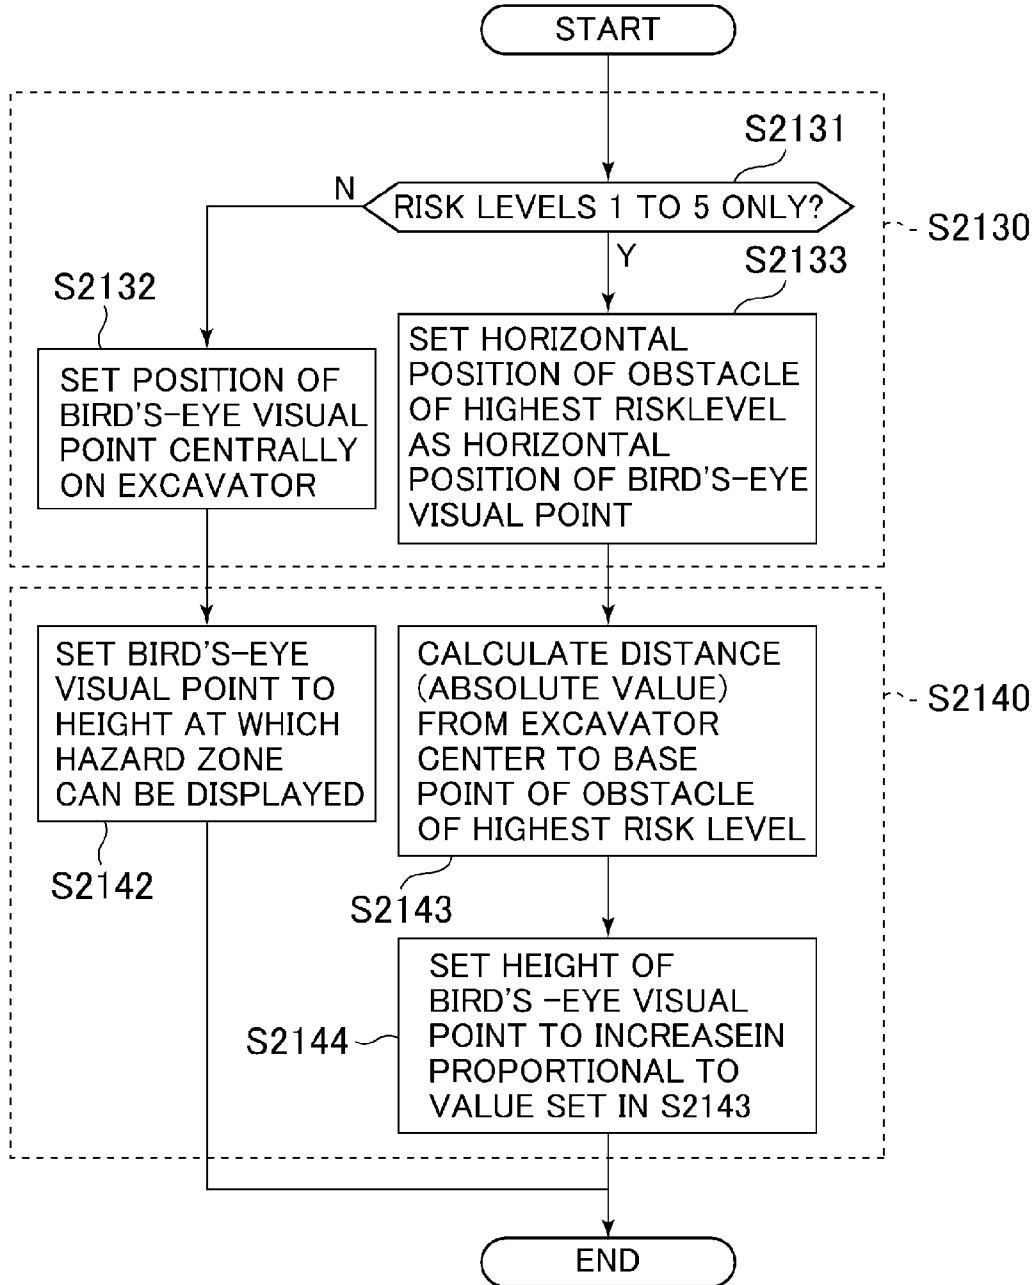 START
S2131
N
RISK LEVELS 1 TO 5 ONLY?
S2130
Y
S2133
S2132
SET POSITION OF
BIRD'S-EYE VISUAL
POINT CENTRALLY
ON EXCAVATOR
SET HORIZONTAL
POSITION OF OBSTACLE
OF HIGHEST RISKLEVEL
AS HORIZONTAL
POSITION OF BIRD'S-EYE
VISUAL POINT
SET BIRD'S-EYE
VISUAL POINT TO
HEIGHT AT WHICH
HAZARD ZONE
CAN BE DISPLAYED
S2142
CALCULATE DISTANCE
(ABSOLUTE VALUE)
FROM EXCAVATOR
CENTER TO BASE
POINT OF OBSTACLE
OF HIGHEST RISK LEVEL
S2140
S2143
SET HEIGHT OF
BIRD'S -EYE VISUAL
POINT TO INCREASEIN
PROPORTIONAL TO
VALUE SET IN S2143
S2144
END